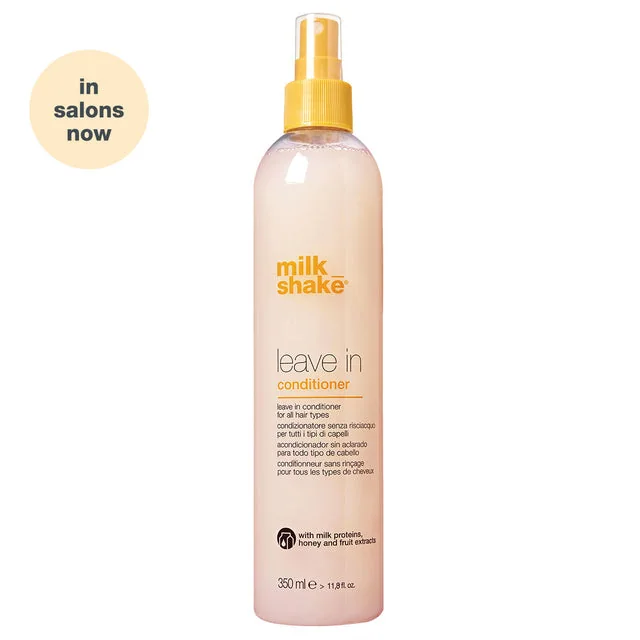 in
salons
now
milk_
shake®
leave in
conditioner
leave in conditioner
for all hair types
condizionatore senza risciacquo
per tutti i tipi di capelli
acondicionador sin aclarado
para todo tipo de cabello
conditionneur sans rinçage
pour tous les types de cheveux
with milk proteins,
honey and fruit extracts
350 ml e > 11,8 fl. oz.